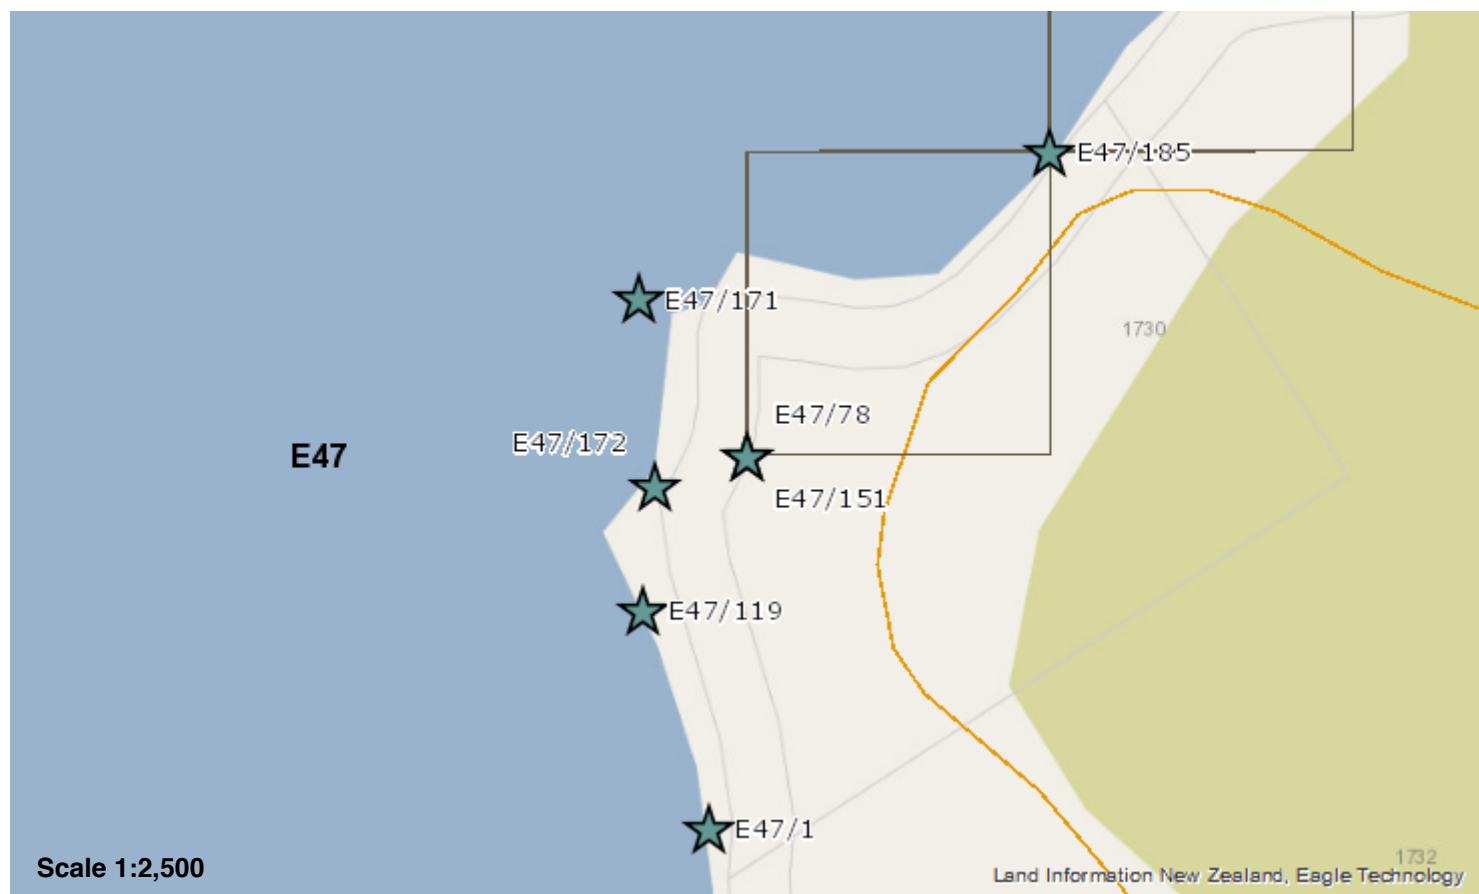 E47/185
E47/171
1730
E47/78
E47/172
E47
E47/151
E47/119
E47/1
1732
Scale 1:2,500
Land Information New Zealand, Eagle Technology